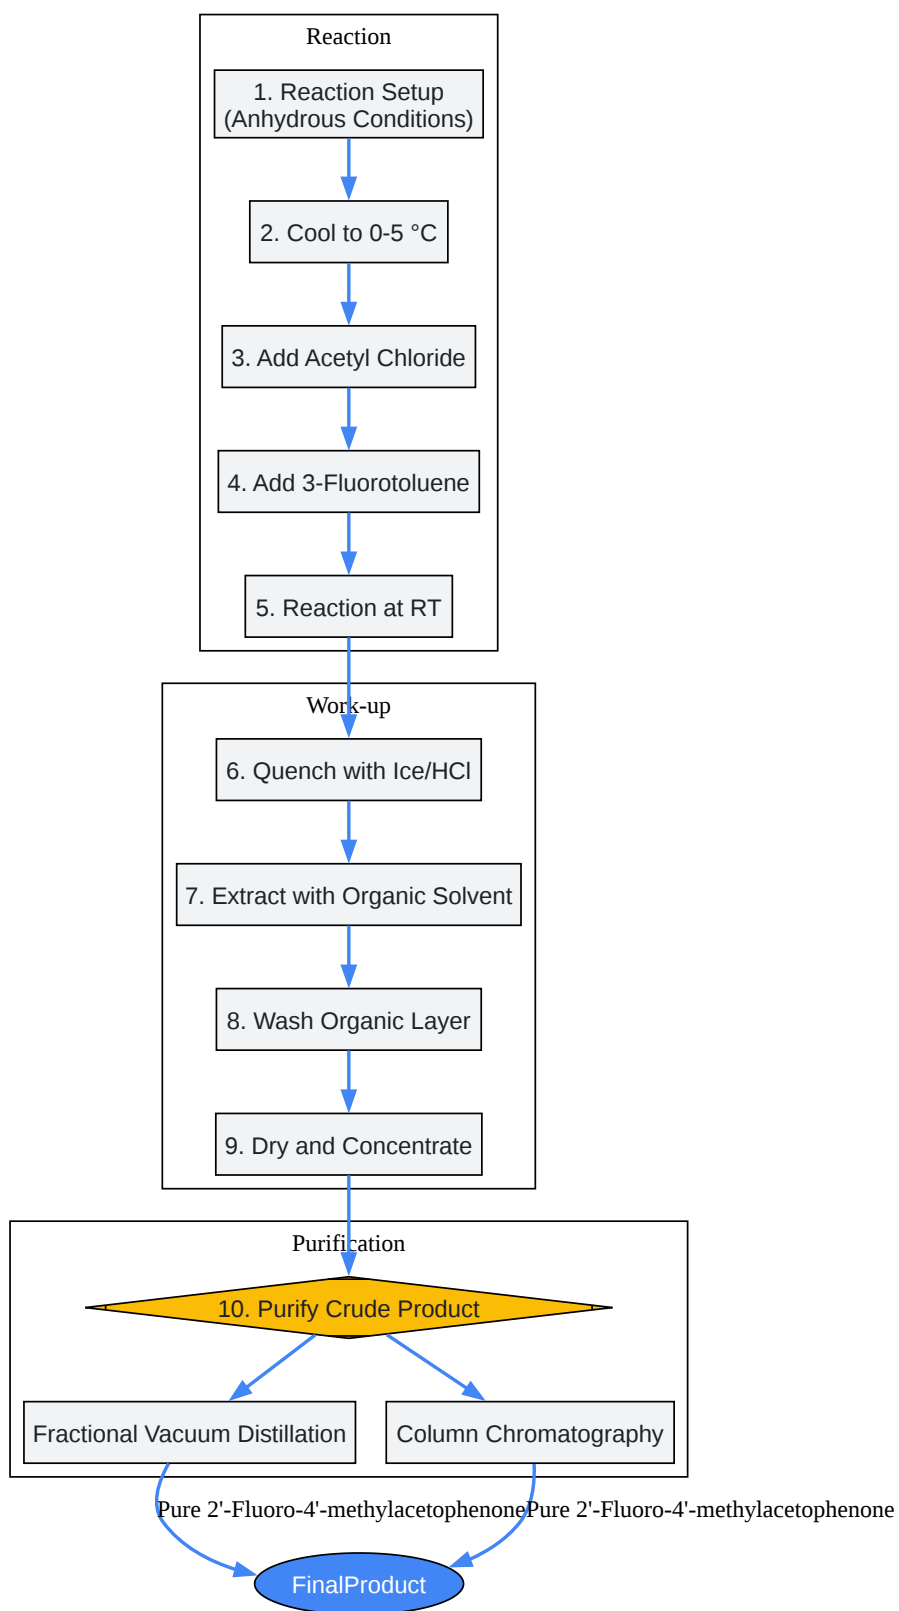 Reaction
1. Reaction Setup
(Anhydrous Conditions)
2. Cool to 0-5 °C
3. Add Acetyl Chloride
4. Add 3-Fluorotoluene
5. Reaction at RT
Work-up
6. Quench with Ice/HCl
7. Extract with Organic Solvent
8. Wash Organic Layer
9. Dry and Concentrate
Purification
10. Purify Crude Product
Fractional Vacuum Distillation
Column Chromatography
Pure 2'-Fluoro-4'-methylacetophenone
Pure 2'-Fluoro-4'-methylacetophenone
FinalProduct